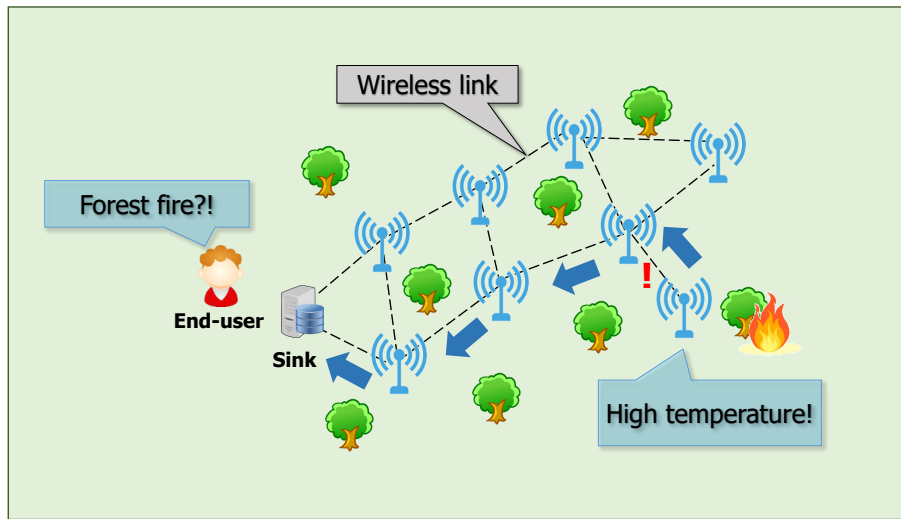 Wireless link
Forest fire?!
End-user
Sink
!
High temperature!